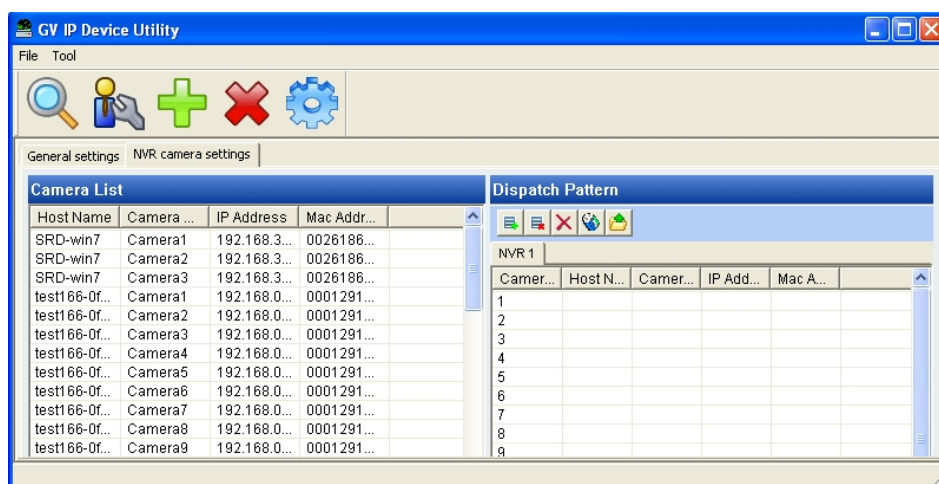 GV IP Device Utility
File Tool
General settings NVR camera settings
Camera List
Host Name Camera ... IP Address Mac Addr...
SRD-win7 Camera1 192.168.3... 0026186...
SRD-win7 Camera2 192.168.3... 0026186...
SRD-win7 Camera3 192.168.3... 0026186...
test166-0f... Camera1 192.168.0... 0001291...
test166-0f... Camera2 192.168.0... 0001291...
test166-0f... Camera3 192.168.0... 0001291...
test166-0f... Camera4 192.168.0... 0001291...
test166-0f... Camera5 192.168.0... 0001291...
test166-0f... Camera6 192.168.0... 0001291...
test166-0f... Camera7 192.168.0... 0001291...
test166-0f... Camera8 192.168.0... 0001291...
test166-0f... Camera9 192.168.0... 0001291...
Dispatch Pattern
NVR 1
Camer... Host N... Camer... IP Add... Mac A...
1
2
3
4
5
6
7
8
9